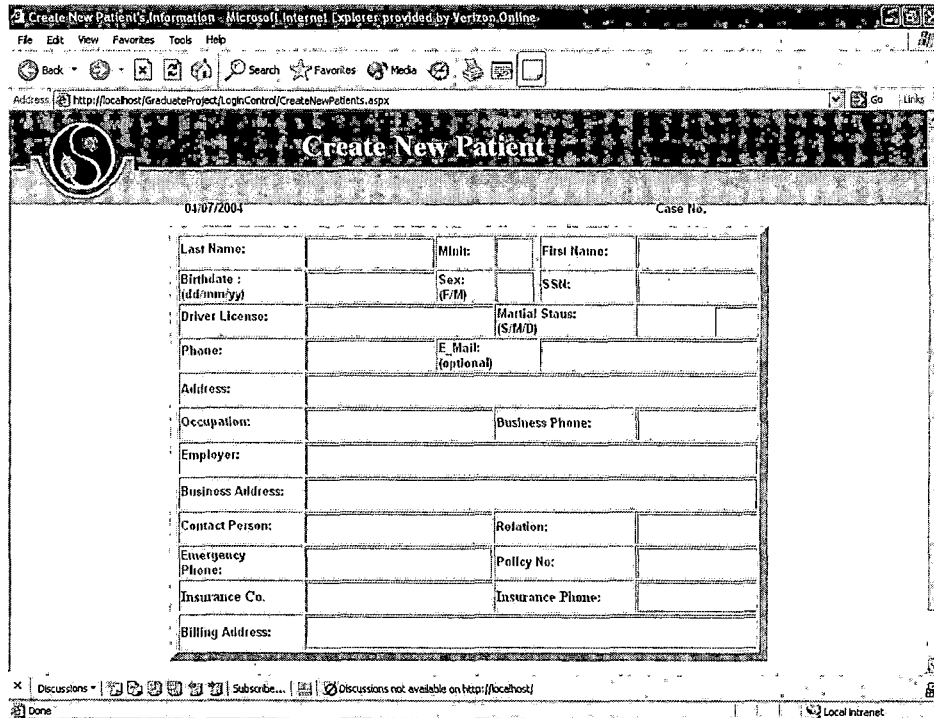 Create New Patient's Information - Microsoft Internet Explorer provided by Verizon Online
File Edit View Favorites Tools Help
Back Search Favorites Media
Address http://localhost/GraduateProject/LoginControl/CreateNewPatients.aspx Go Links
Create New Patient
04/07/2004 Case No.
Last Name: Minit: First Name:
Birthdate : (dd/mm/yy) Sex: (F/M) SSN:
Driver License: Martial Staus: (S/M/D)
Phone: E_Mail: (optional)
Address:
Occupation: Business Phone:
Employer:
Business Address:
Contact Person: Relation:
Emergency Phone: Policy No:
Insurance Co. Insurance Phone:
Billing Address:
Discussions Subscribe... Discussions not available on http://localhost/
Done Local intranet